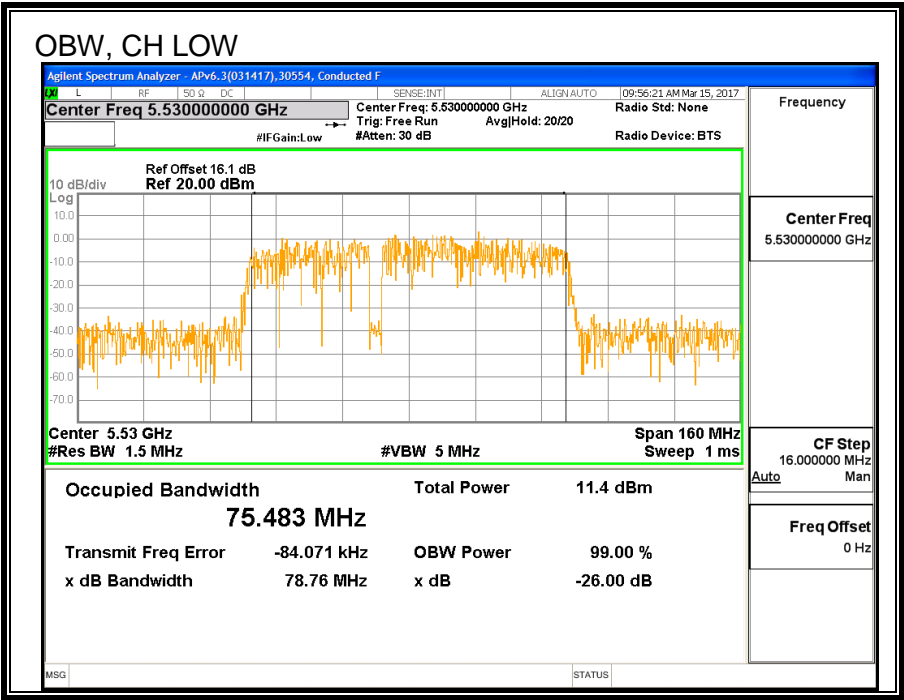 OBW, CH LOW
Agilent Spectrum Analyzer - APv6.3(031417),30554, Conducted F
LXI L RF 50 Ω DC SENSE:INT ALIGN AUTO 09:56:21 AM Mar 15, 2017
Center Freq 5.530000000 GHz
Center Freq: 5.530000000 GHz
Radio Std: None
Trig: Free Run Avg|Hold: 20/20
#IFGain:Low
#Atten: 30 dB
Radio Device: BTS
Ref Offset 16.1 dB
10 dB/div Ref 20.00 dBm
Log
10.0
0.00
-10.0
-20.0
-30.0
-40.0
-50.0
-60.0
-70.0
Center 5.53 GHz Span 160 MHz
#Res BW 1.5 MHz #VBW 5 MHz Sweep 1 ms
Occupied Bandwidth Total Power 11.4 dBm
75.483 MHz
Transmit Freq Error -84.071 kHz OBW Power 99.00 %
x dB Bandwidth 78.76 MHz x dB -26.00 dB
MSG STATUS
Frequency
Center Freq
5.530000000 GHz
CF Step
16.000000 MHz
Auto Man
Freq Offset
0 Hz